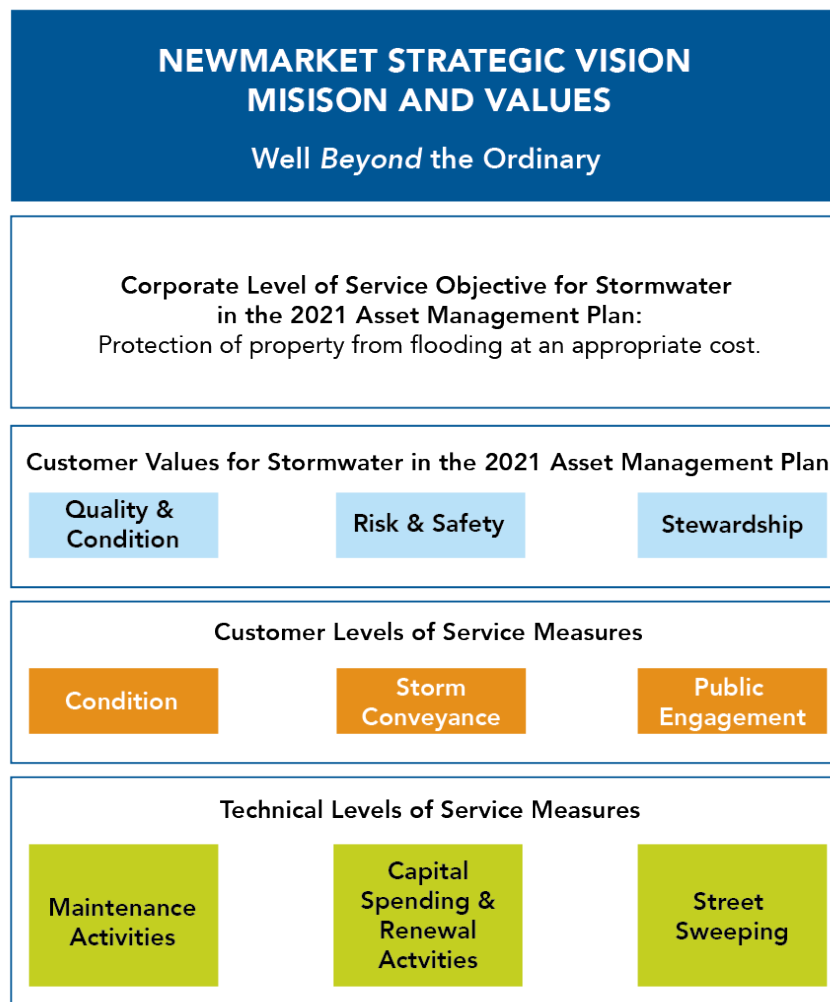 NEWMARKET STRATEGIC VISION
MISISON AND VALUES
Well Beyond the Ordinary
Corporate Level of Service Objective for Stormwater
in the 2021 Asset Management Plan:
Protection of property from flooding at an appropriate cost.
Customer Values for Stormwater in the 2021 Asset Management Plan
Quality &
Condition
Risk & Safety
Stewardship
Customer Levels of Service Measures
Condition
Storm
Conveyance
Public
Engagement
Technical Levels of Service Measures
Maintenance
Activities
Capital
Spending &
Renewal
Actvities
Street
Sweeping